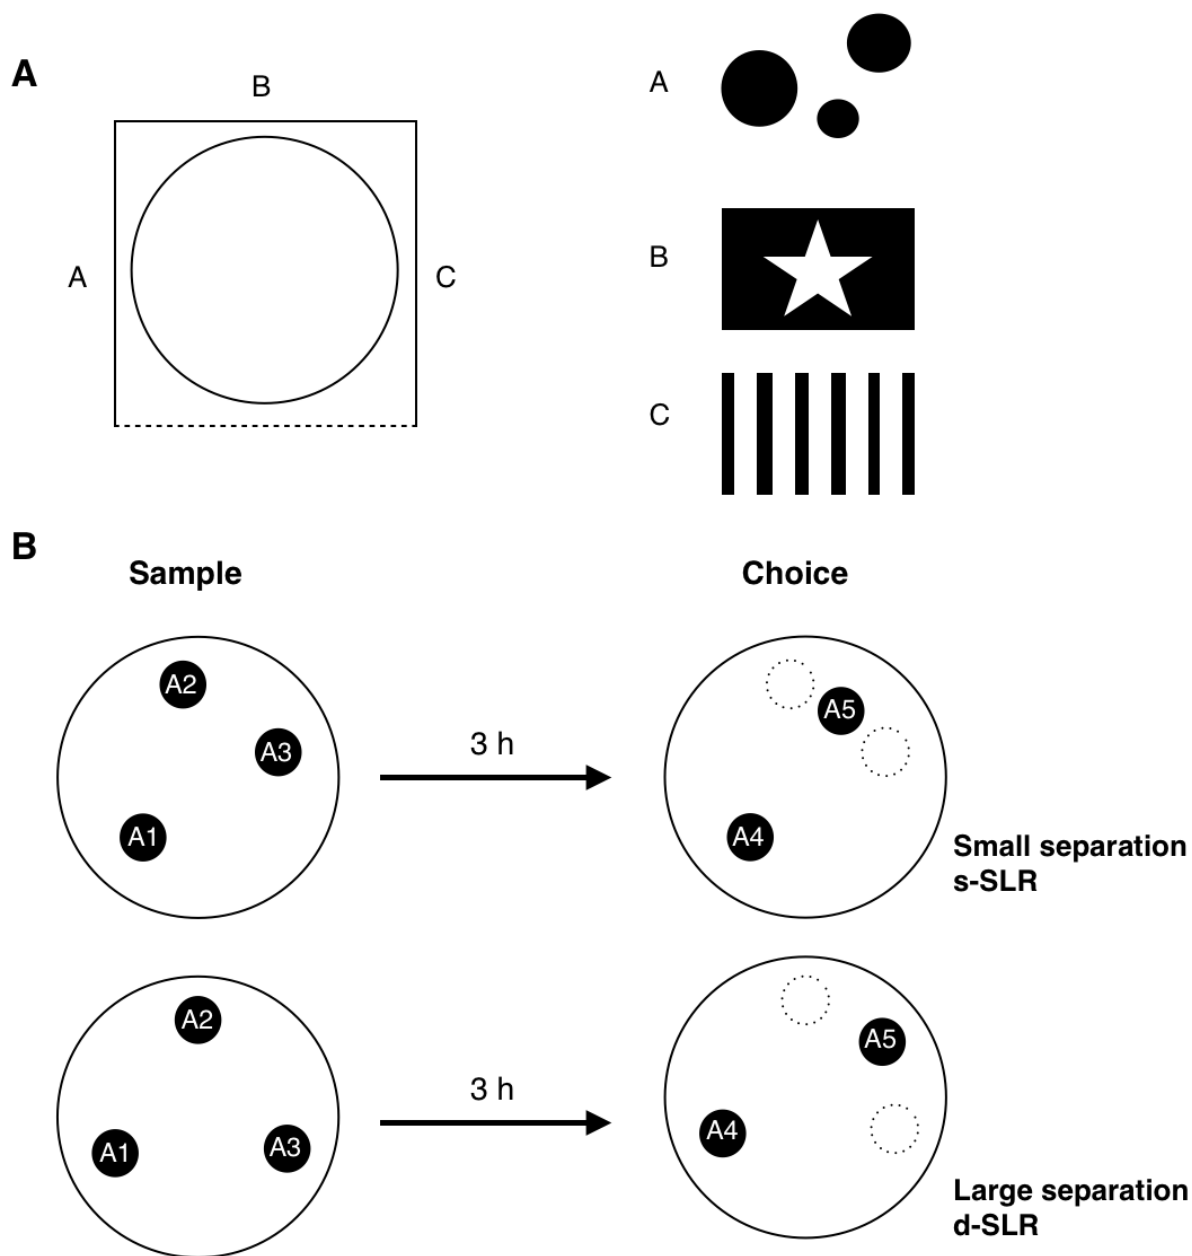 A
B
A
C
A
B
C
B
Sample
Choice
A2
A3
A1
3 h
A5
A4
Small separation
s-SLR
A2
A1
A3
3 h
A5
A4
Large separation
d-SLR